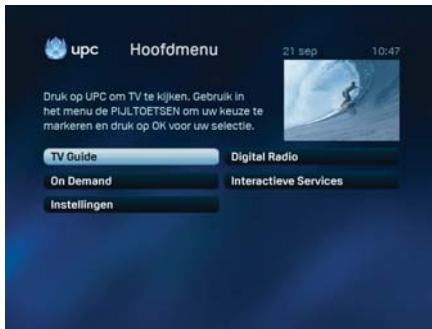 upc Hoofdmenu 21 sep 10:47
Druk op UPC om TV te kijken. Gebruik in
het menu de PIJLTOETSEN om uw keuze te
markeren en druk op OK voor uw selectie.
TV Guide Digital Radio
On Demand Interactieve Services
Instellingen